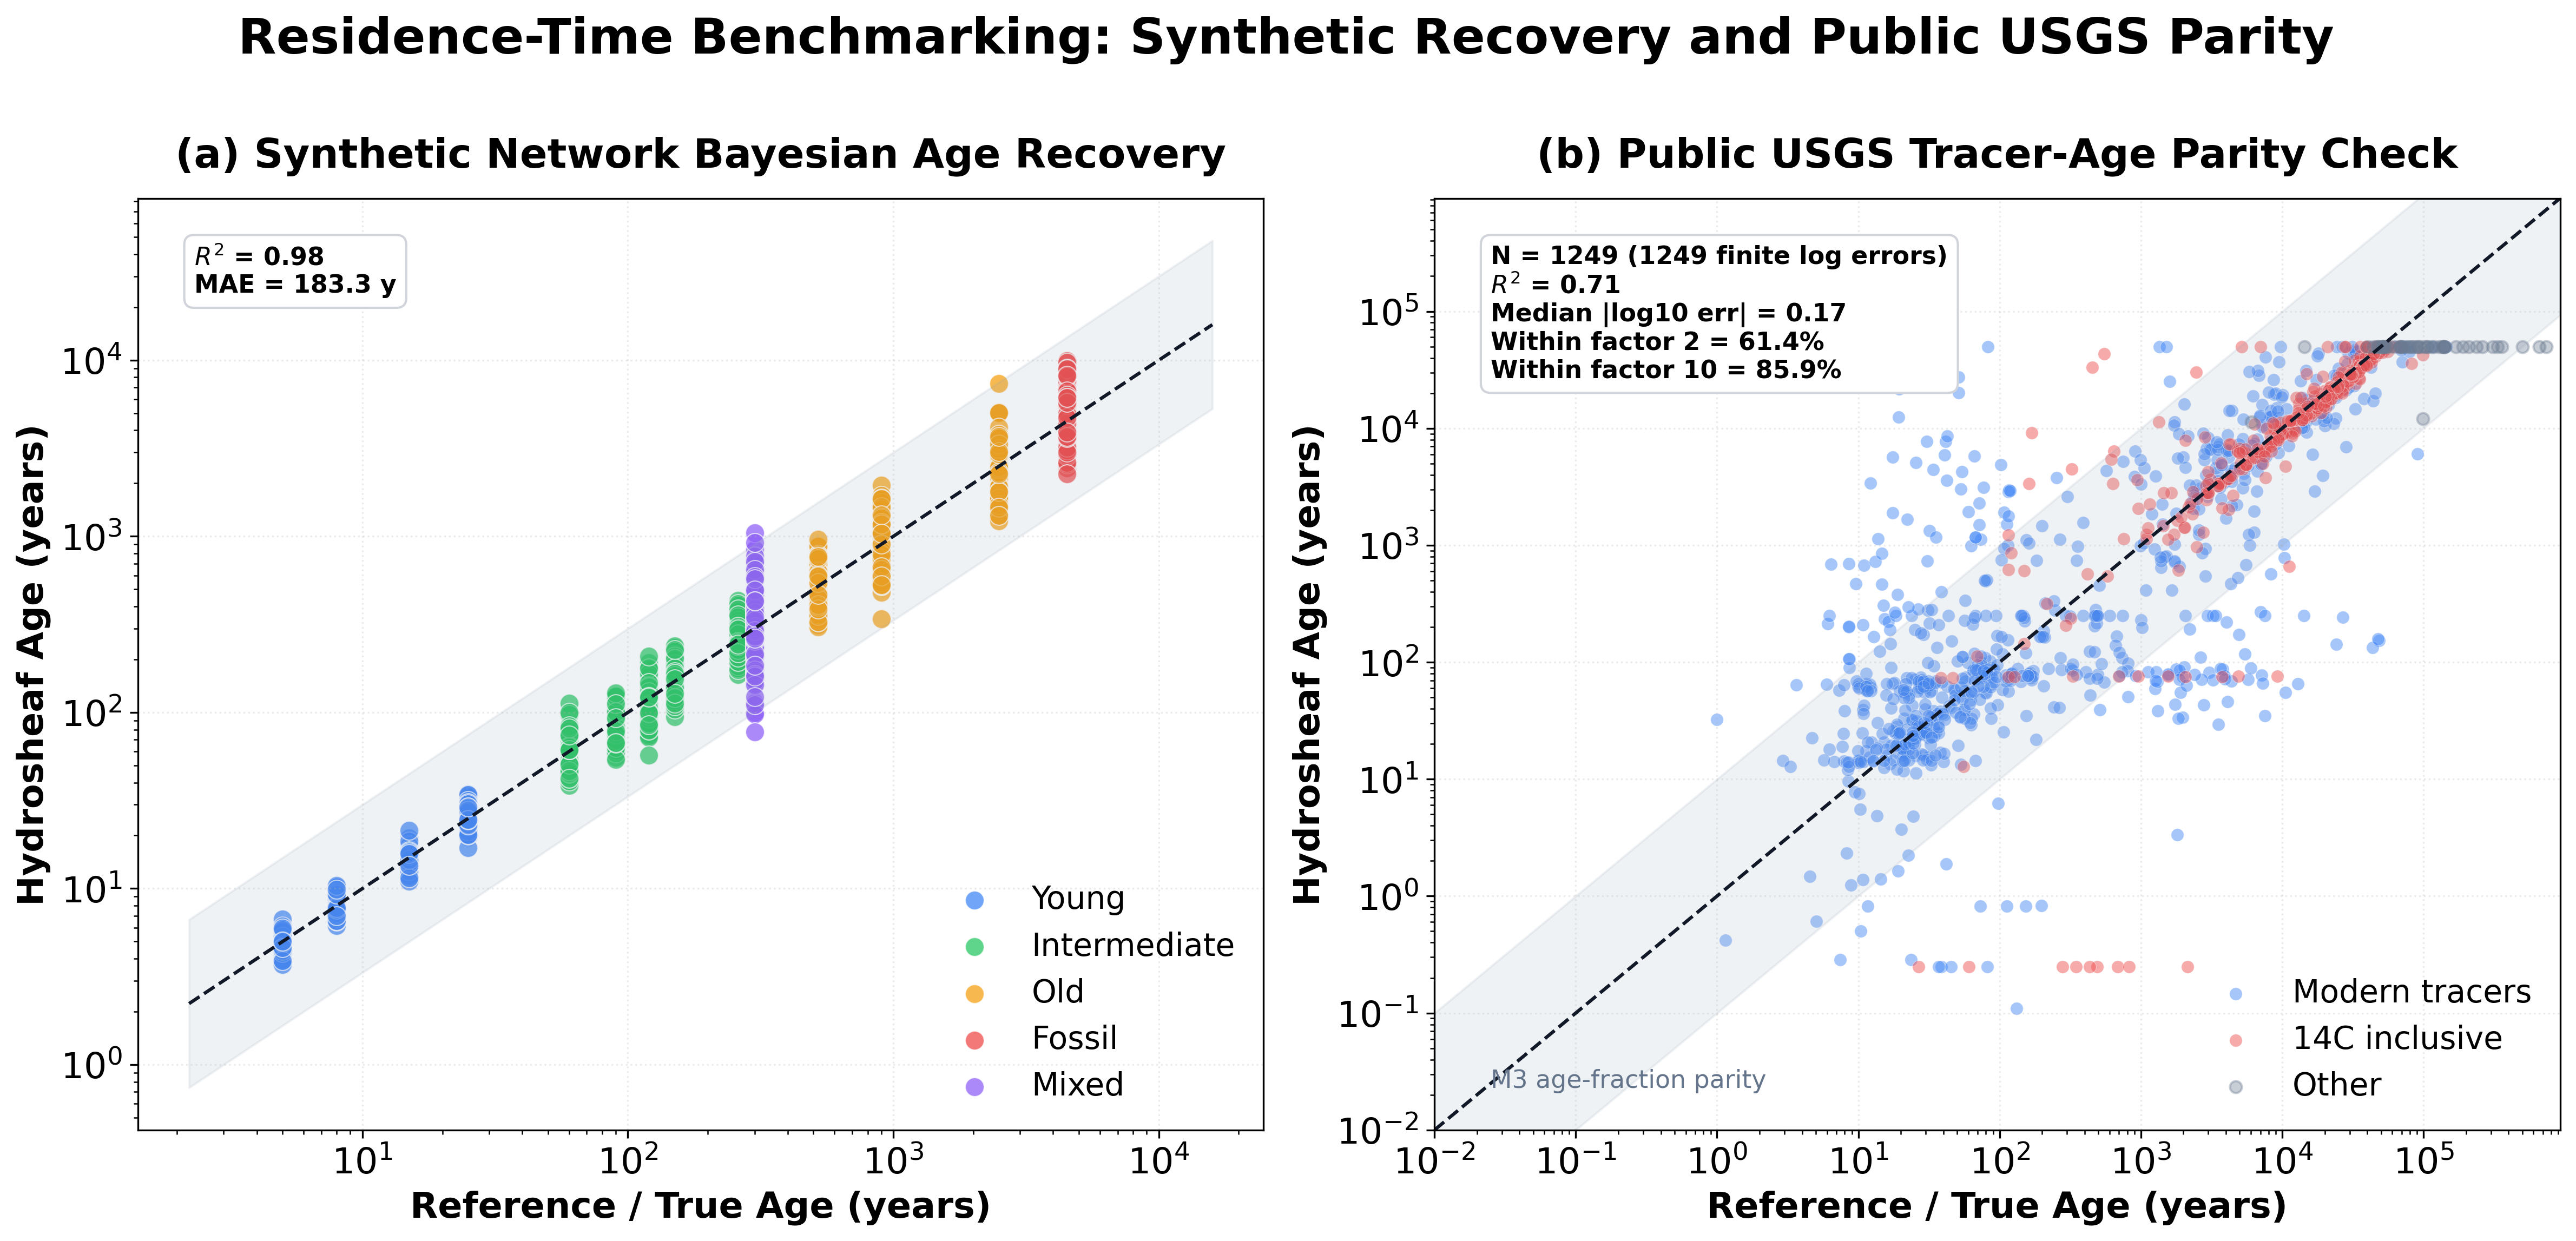 Residence-Time Benchmarking: Synthetic Recovery and Public USGS Parity
(a) Synthetic Network Bayesian Age Recovery
R² = 0.98
MAE = 183.3 y
Hydrosheaf Age (years)
10⁴
10³
10²
10¹
10⁰
Young
Intermediate
Old
Fossil
Mixed
10¹ 10² 10³ 10⁴
Reference / True Age (years)
(b) Public USGS Tracer-Age Parity Check
N = 1249 (1249 finite log errors)
R² = 0.71
Median |log10 err| = 0.17
Within factor 2 = 61.4%
Within factor 10 = 85.9%
Hydrosheaf Age (years)
10⁵
10⁴
10³
10²
10¹
10⁰
10⁻¹
10⁻²
M3 age-fraction parity
Modern tracers
14C inclusive
Other
10⁻² 10⁻¹ 10⁰ 10¹ 10² 10³ 10⁴ 10⁵
Reference / True Age (years)